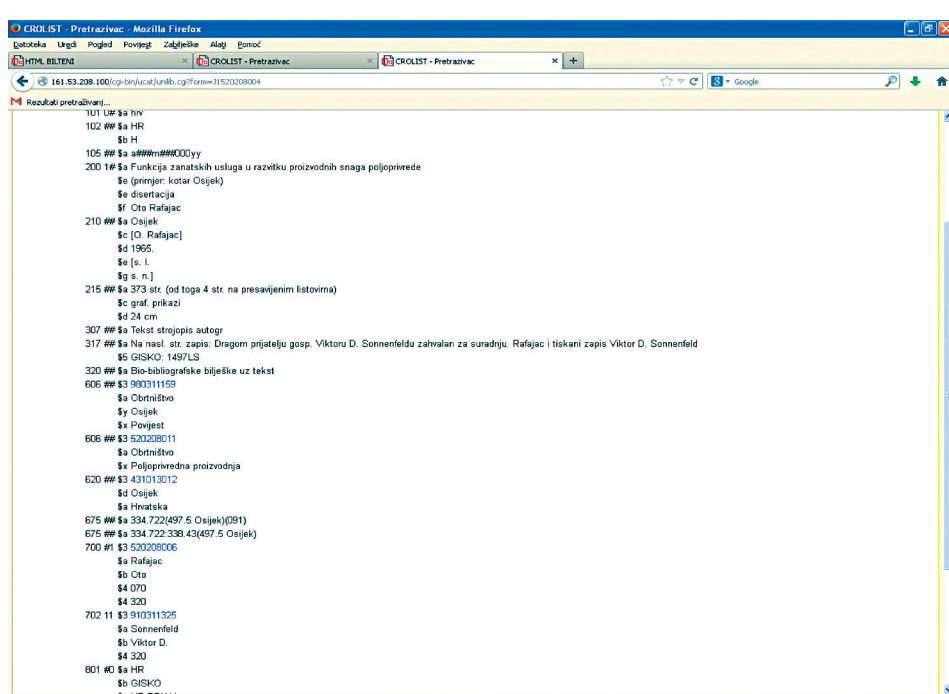 CROLIST - Pretrazivac - Mozilla Firefox
Datoteka Uredi Pogled Povijest Zabilješke Alati Pomoć
HTML BILTENI × CROLIST - Pretrazivac × CROLIST - Pretrazivac × +
161.53.208.100/cgi-bin/ucat/unilib.cgi?form=J1520208004 Google
Rezultati pretraživanj...
101 0# $a hrv
102 ## $a HR
$b H
105 ## $a a###m###000yy
200 1# $a Funkcija zanatskih usluga u razvitku proizvodnih snaga poljoprivrede
$e (primjer: kotar Osijek)
$e disertacija
$f Oto Rafajac
210 ## $a Osijek
$c [O. Rafajac]
$d 1965.
$e [s. l.
$g s. n.]
215 ## $a 373 str. (od toga 4 str. na presavijenim listovima)
$c graf. prikazi
$d 24 cm
307 ## $a Tekst strojopis autogr
317 ## $a Na nasl. str. zapis: Dragom prijatelju gosp. Viktoru D. Sonnenfeldu zahvalan za suradnju. Rafajac i tiskani zapis Viktor D. Sonnenfeld
$5 GISKO: 1497LS
320 ## $a Bio-bibliografske bilješke uz tekst
606 ## $3 980311159
$a Obrtništvo
$y Osijek
$x Povijest
606 ## $3 520208011
$a Obrtništvo
$x Poljoprivredna proizvodnja
620 ## $3 431013012
$d Osijek
$a Hrvatska
675 ## $a 334.722(497.5 Osijek)(091)
675 ## $a 334.722:338.43(497.5 Osijek)
700 #1 $3 520208006
$a Rafajac
$b Oto
$4 070
$4 320
702 11 $3 910311325
$a Sonnenfeld
$b Viktor D.
$4 320
801 #0 $a HR
$b GISKO